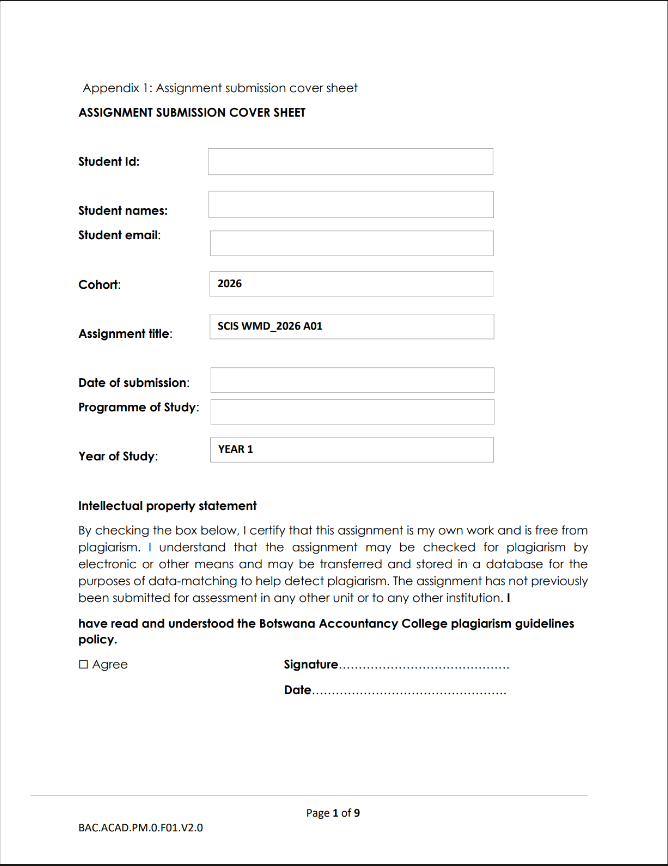 Appendix 1: Assignment submission cover sheet
ASSIGNMENT SUBMISSION COVER SHEET
Student Id:
Student names:
Student email:
Cohort: 2026
Assignment title: SCIS WMD_2026 A01
Date of submission:
Programme of Study:
Year of Study: YEAR 1
Intellectual property statement
By checking the box below, I certify that this assignment is my own work and is free from
plagiarism. I understand that the assignment may be checked for plagiarism by
electronic or other means and may be transferred and stored in a database for the
purposes of data-matching to help detect plagiarism. The assignment has not previously
been submitted for assessment in any other unit or to any other institution. I
have read and understood the Botswana Accountancy College plagiarism guidelines
policy.
☐ Agree Signature…………………………………….
Date………………………………………….
Page 1 of 9
BAC.ACAD.PM.0.F01.V2.0